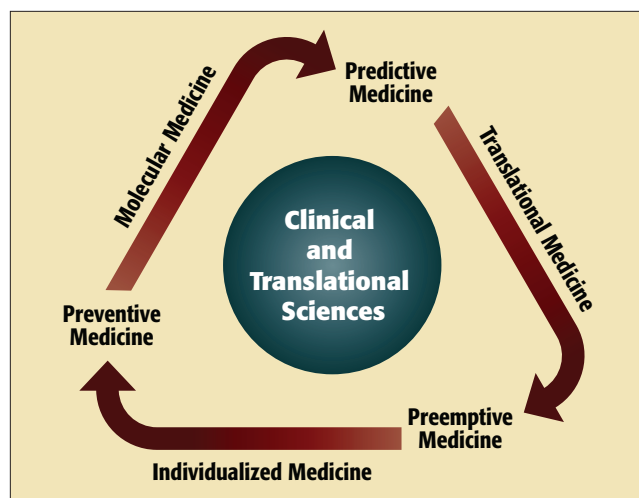 Predictive
Medicine
Molecular Medicine
Translational Medicine
Clinical
and
Translational
Sciences
Preventive
Medicine
Preemptive
Medicine
Individualized Medicine